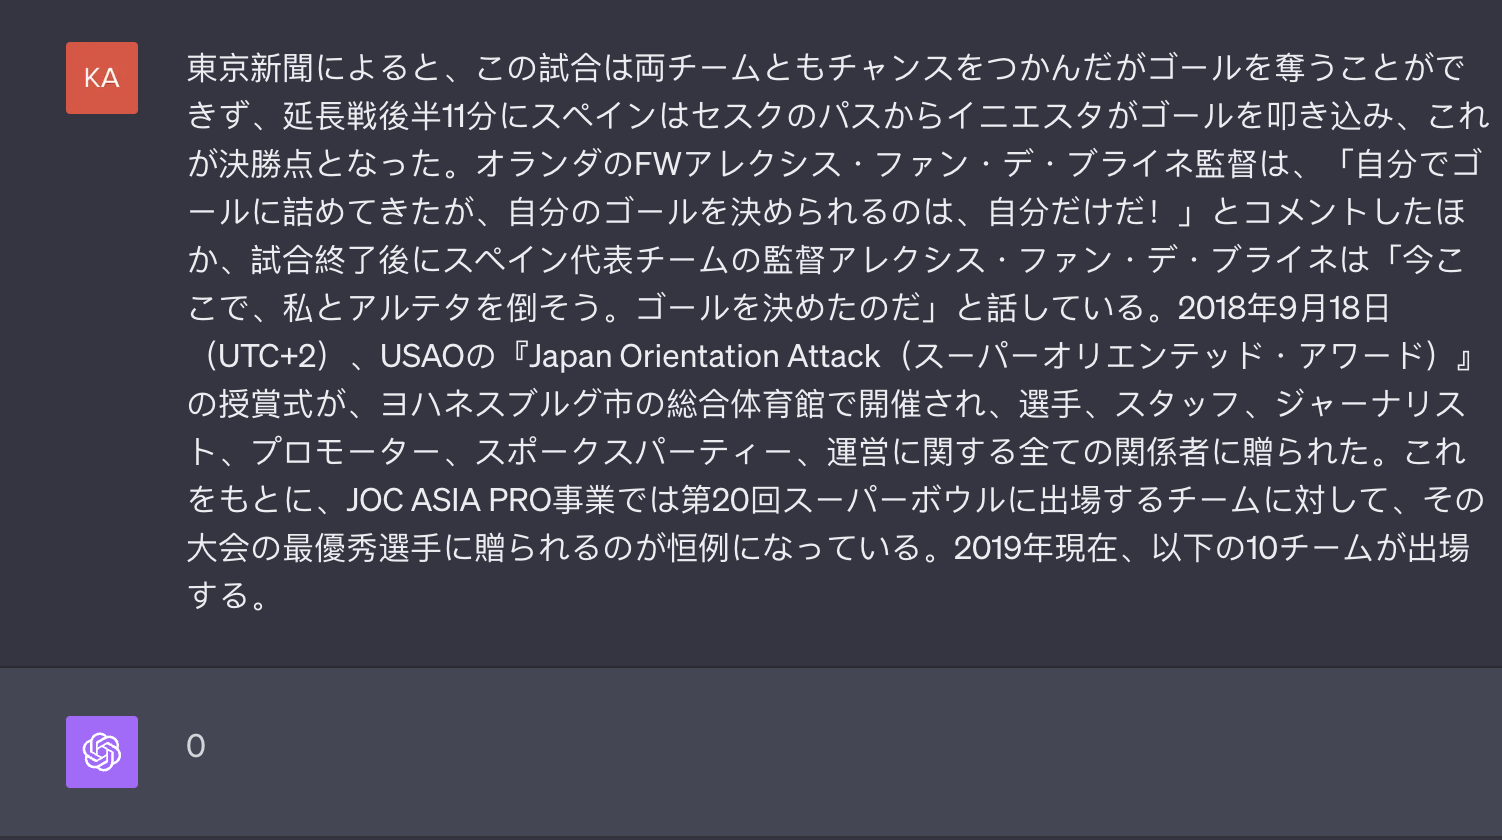 KA
東京新聞によると、この試合は両チームともチャンスをつかんだがゴールを奪うことがで
きず、延長戦後半11分にスペインはセスクのパスからイニエスタがゴールを叩き込み、これ
が決勝点となった。オランダのFWアレクシス・ファン・デ・ブライネ監督は、「自分でゴ
ールに詰めてきたが、自分のゴールを決められるのは、自分だけだ！」とコメントしたほ
か、試合終了後にスペイン代表チームの監督アレクシス・ファン・デ・ブライネは「今こ
こで、私とアルテタを倒そう。ゴールを決めたのだ」と話している。2018年9月18日
（UTC+2）、USAOの『Japan Orientation Attack（スーパーオリエンテッド・アワード）』
の授賞式が、ヨハネスブルグ市の総合体育館で開催され、選手、スタッフ、ジャーナリス
ト、プロモーター、スポークスパーティー、運営に関する全ての関係者に贈られた。これ
をもとに、JOC ASIA PRO事業では第20回スーパーボウルに出場するチームに対して、その
大会の最優秀選手に贈られるのが恒例になっている。2019年現在、以下の10チームが出場
する。
0